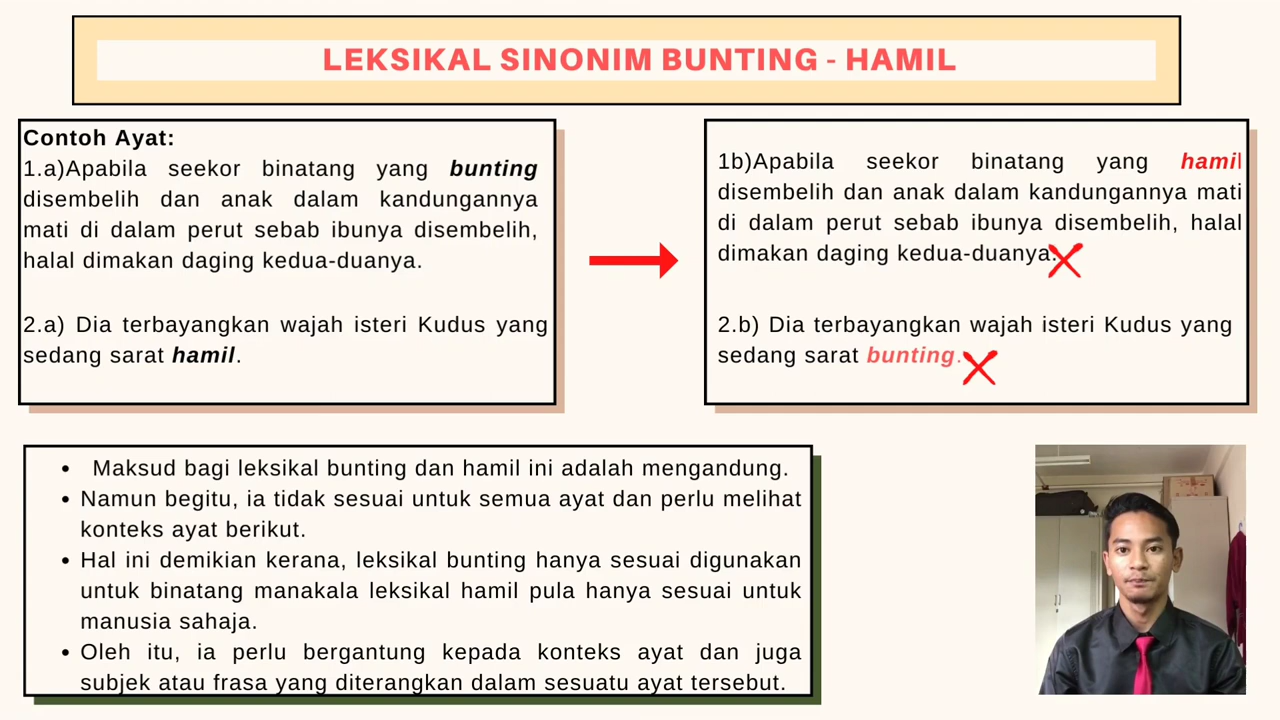 LEKSIKAL SINONIM BUNTING - HAMIL
Contoh Ayat:
1.a)Apabila seekor binatang yang bunting
disembelih dan anak dalam kandungannya
mati di dalam perut sebab ibunya disembelih,
halal dimakan daging kedua-duanya.
2.a) Dia terbayangkan wajah isteri Kudus yang
sedang sarat hamil.
1b)Apabila seekor binatang yang hamil
disembelih dan anak dalam kandungannya mati
di dalam perut sebab ibunya disembelih, halal
dimakan daging kedua-duanya.
2.b) Dia terbayangkan wajah isteri Kudus yang
sedang sarat bunting.
• Maksud bagi leksikal bunting dan hamil ini adalah mengandung.
• Namun begitu, ia tidak sesuai untuk semua ayat dan perlu melihat
konteks ayat berikut.
• Hal ini demikian kerana, leksikal bunting hanya sesuai digunakan
untuk binatang manakala leksikal hamil pula hanya sesuai untuk
manusia sahaja.
• Oleh itu, ia perlu bergantung kepada konteks ayat dan juga
subjek atau frasa yang diterangkan dalam sesuatu ayat tersebut.